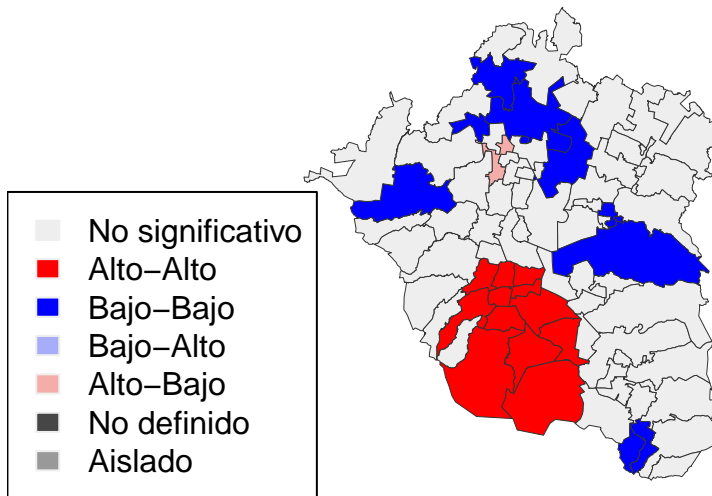 No significativo
Alto−Alto
Bajo−Bajo
Bajo−Alto
Alto−Bajo
No definido
Aislado